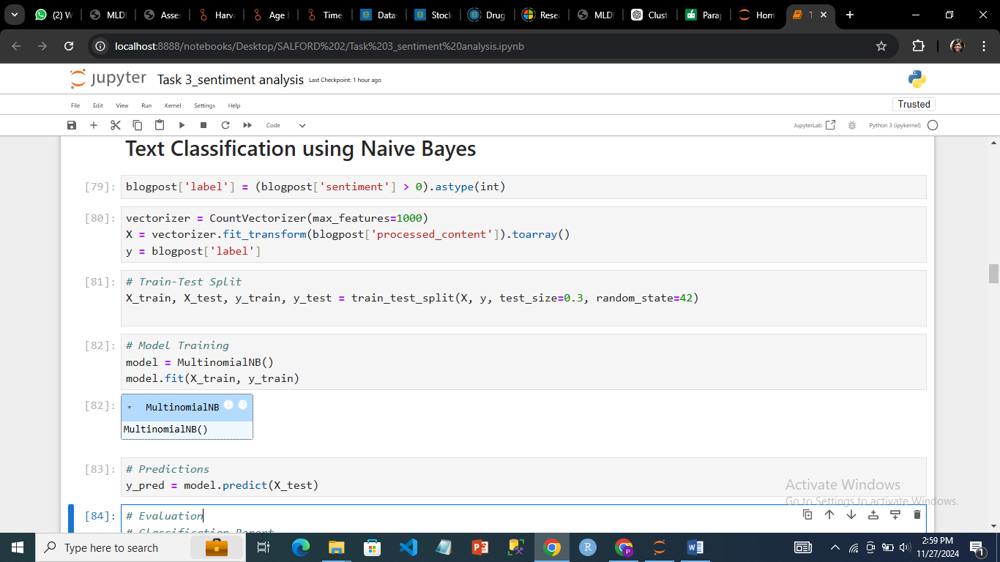 (2) W
MLD
Asse
Harva
Age
Time
Data
Stock
Drug
Rese
MLD
Clust
Parap
Hom
localhost:8888/notebooks/Desktop/SALFORD%202/Task%203_sentiment%20analysis.ipynb
jupyter Task 3_sentiment analysis Last Checkpoint: 1 hour ago
File Edit View Run Kernel Settings Help
Trusted
Code
JupyterLab
Python 3 (ipykernel)
Text Classification using Naive Bayes
[79]: blogpost['label'] = (blogpost['sentiment'] > 0).astype(int)
[80]: vectorizer = CountVectorizer(max_features=1000)
X = vectorizer.fit_transform(blogpost['processed_content']).toarray()
y = blogpost['label']
[81]: # Train-Test Split
X_train, X_test, y_train, y_test = train_test_split(X, y, test_size=0.3, random_state=42)
[82]: # Model Training
model = MultinomialNB()
model.fit(X_train, y_train)
[82]: MultinomialNB
MultinomialNB()
[83]: # Predictions
y_pred = model.predict(X_test)
Activate Windows
Go to Settings to activate Windows.
[84]: # Evaluation
# Classification Report
Type here to search
2:59 PM
11/27/2024
1